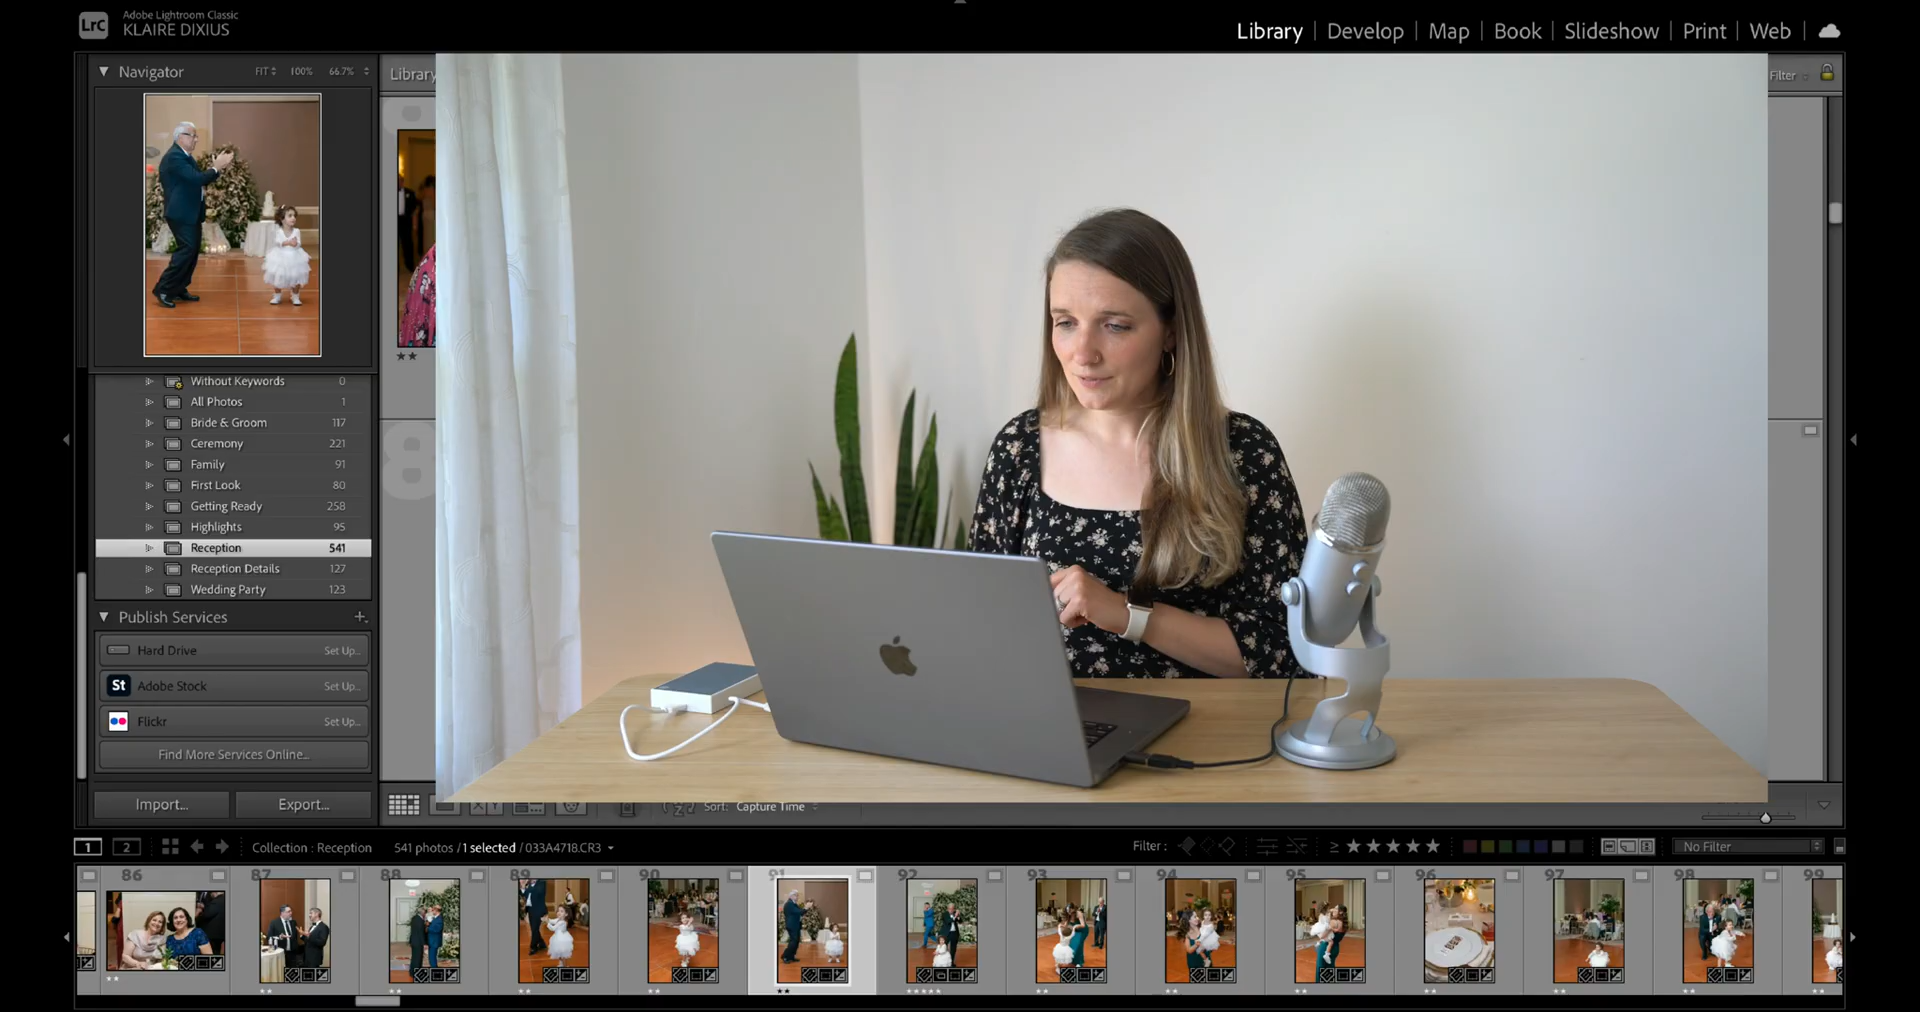 LrC
Adobe Lightroom Classic
KLAIRE DIXIUS
Library | Develop | Map | Book | Slideshow | Print | Web
Navigator FIT 100% 66.7%
Library
Filter
Without Keywords 0
All Photos 1
Bride & Groom 117
Ceremony 221
Family 91
First Look 80
Getting Ready 258
Highlights 95
Reception 541
Reception Details 127
Wedding Party 123
Publish Services
Hard Drive Set Up...
St Adobe Stock Set Up...
Flickr Set Up...
Find More Services Online...
Import... Export...
XY Sort: Capture Time
1 2 Collection : Reception 541 photos / 1 selected / 033A4718.CR3 Filter : ≥ ★★★★★ No Filter
86 87 88 89 90 91 92 93 94 95 96 97 98 99